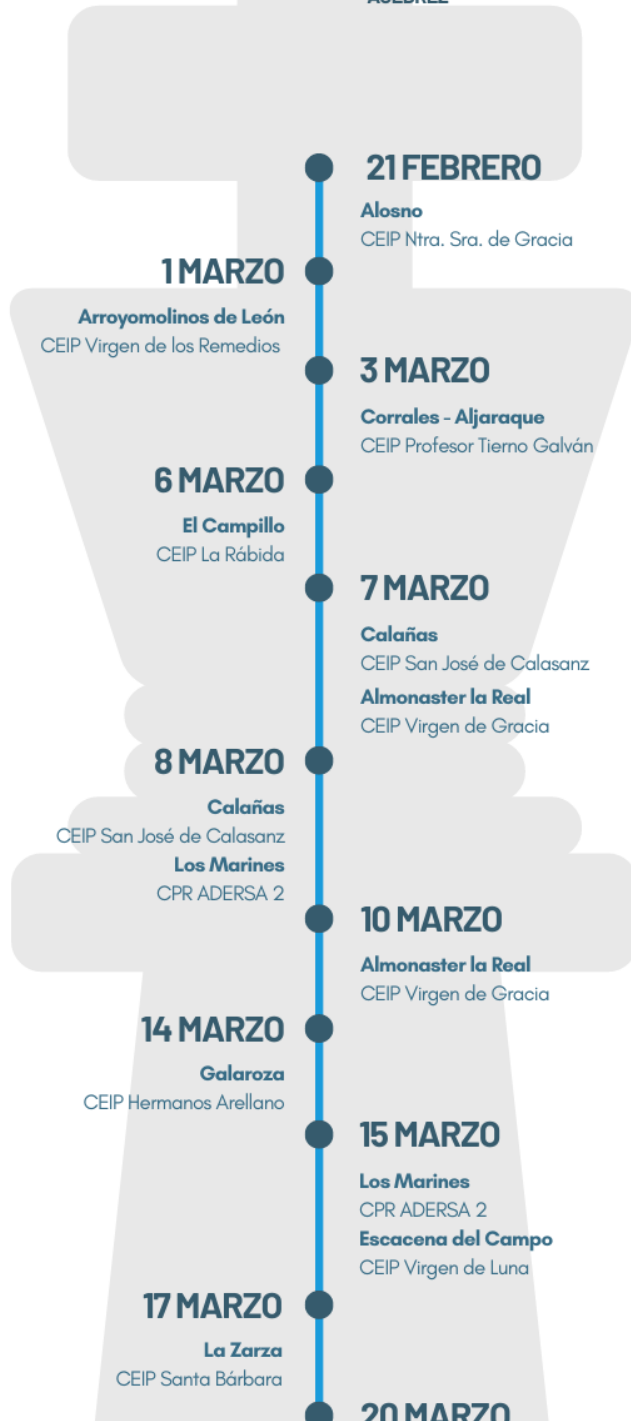 21 FEBRERO
Alosno
CEIP Ntra. Sra. de Gracia
1 MARZO
Arroyomolinos de León
CEIP Virgen de los Remedios
3 MARZO
Corrales - Aljaraque
CEIP Profesor Tierno Galván
6 MARZO
El Campillo
CEIP La Rábida
7 MARZO
Calañas
CEIP San José de Calasanz
Almonaster la Real
CEIP Virgen de Gracia
8 MARZO
Calañas
CEIP San José de Calasanz
Los Marines
CPR ADERSA 2
10 MARZO
Almonaster la Real
CEIP Virgen de Gracia
14 MARZO
Galaroza
CEIP Hermanos Arellano
15 MARZO
Los Marines
CPR ADERSA 2
Escacena del Campo
CEIP Virgen de Luna
17 MARZO
La Zarza
CEIP Santa Bárbara
20 MARZO